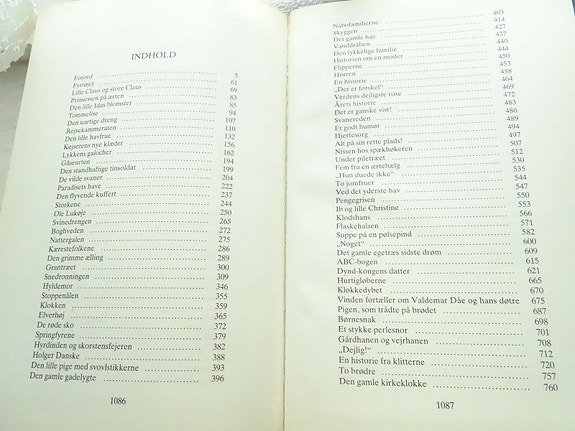 INDHOLD
Forord 5
Fyrtøjet 61
Lille Claus og store Claus 69
Prinsessen på ærten 83
Den lille Idas blomster 85
Tommelise 94
Den uartige dreng 107
Rejsekammeraten 110
Den lille havfrue 132
Kejserens nye klæder 156
Lykkens galocher 162
Gåseurten 194
Den standhaftige tinsoldat 199
De vilde svaner 204
Paradisets have 222
Den flyvende kuffert 237
Storkene 244
Ole Lukøje 250
Svinedrengen 265
Boghveden 272
Nattergalen 275
Kærestefolkene 286
Den grimme ælling 289
Grantræet 300
Snedronningen 309
Hyldemor 346
Stoppenålen 355
Klokken 359
Elverhøj 365
De røde sko 372
Springfyrene 379
Hyrdinden og skorstensfejeren 382
Holger Danske 388
Den lille pige med svovlstikkerne 393
Den gamle gadelygte 396
1086
Nabofamilierne 403
Skyggen 414
Det gamle hus 427
Vanddråben 437
Den lykkelige familie 440
Historien om en moder 444
Flipperne 450
Hørren 453
En historie 458
„Der er forskel" 464
Verdens dejligste rose 469
Årets historie 472
Det er ganske vist! 483
Svanereden 486
Et godt humør 489
Hjertesorg 494
Alt på sin rette plads! 497
Nissen hos spækhøkeren 507
Under piletræet 512
Fem fra en ærtebælg 530
„Hun duede ikke" 535
To jomfruer 544
Ved det yderste hav 547
Pengegrisen 550
Ib og lille Christine 553
Klodshans 566
Flaskehalsen 571
Suppe på en pølsepind 582
„Noget" 600
Det gamle egetræs sidste drøm 609
ABC-bogen 615
Dynd-kongens datter 621
Hurtigløberne 665
Klokkedybet 670
Vinden fortæller om Valdemar Dåe og hans døtre 675
Pigen, som trådte på brødet 687
Børnesnak 698
Et stykke perlesnor 701
Gårdhanen og vejrhanen 708
„Dejlig!" 712
En historie fra klitterne 720
To brødre 757
Den gamle kirkeklokke 760
1087